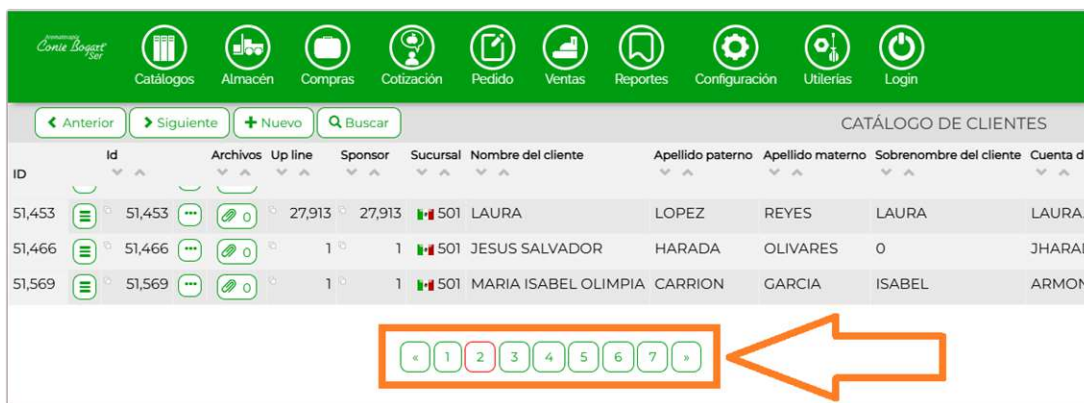 Aromaterapia
Conie Bogart
Ser
Catálogos Almacén Compras Cotización Pedido Ventas Reportes Configuración Utilerías Login
Anterior Siguiente Nuevo Buscar CATÁLOGO DE CLIENTES
ID Id Archivos Up line Sponsor Sucursal Nombre del cliente Apellido paterno Apellido materno Sobrenombre del cliente Cuenta d
51,453 51,453 0 27,913 27,913 501 LAURA LOPEZ REYES LAURA LAURA
51,466 51,466 0 1 1 501 JESUS SALVADOR HARADA OLIVARES 0 JHARA
51,569 51,569 0 1 1 501 MARIA ISABEL OLIMPIA CARRION GARCIA ISABEL ARMON
« 1 2 3 4 5 6 7 »